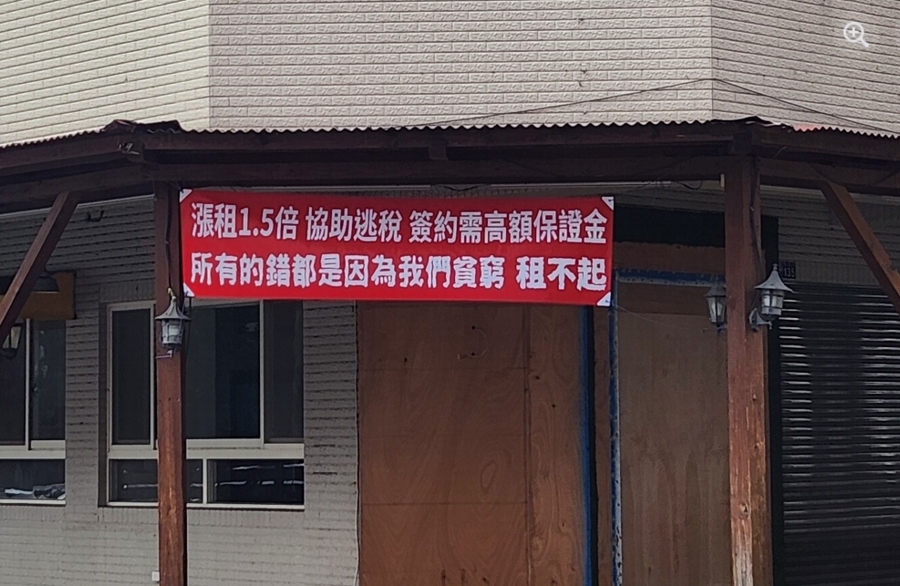 漲租1.5倍 協助逃稅 簽約需高額保證金
所有的錯都是因為我們貧窮 租不起